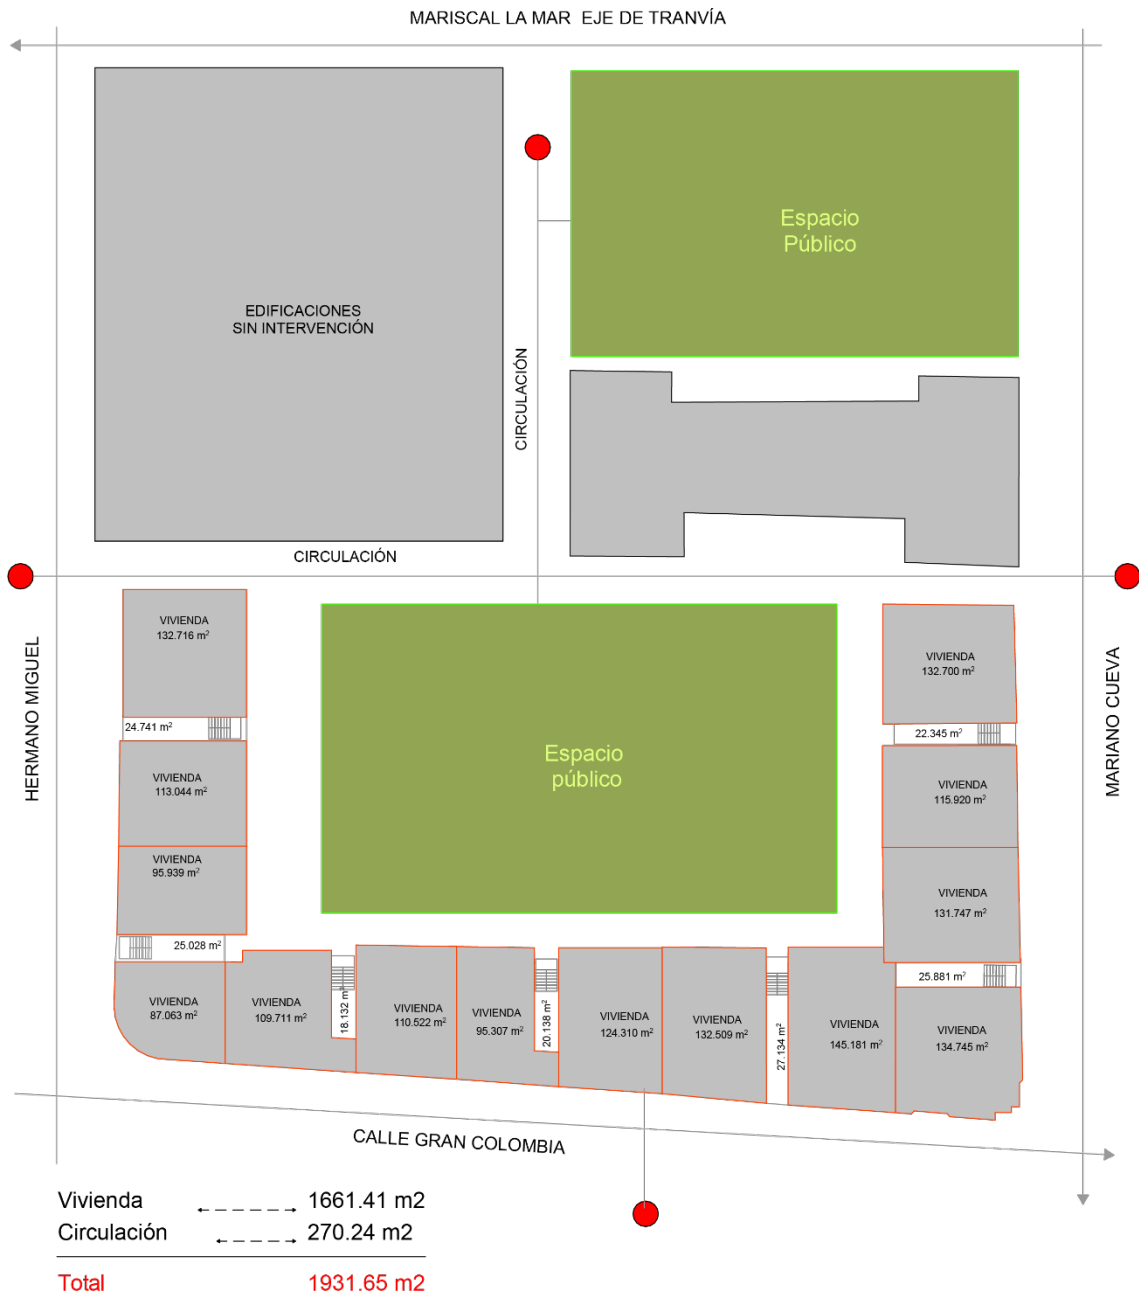 MARISCAL LA MAR  EJE DE TRANVÍA
Espacio
Público
EDIFICACIONES
SIN INTERVENCIÓN
CIRCULACIÓN
CIRCULACIÓN
HERMANO MIGUEL
MARIANO CUEVA
VIVIENDA
132.716 m²
24.741 m²
VIVIENDA
113.044 m²
VIVIENDA
95.939 m²
25.028 m²
Espacio
público
VIVIENDA
132.700 m²
22.345 m²
VIVIENDA
115.920 m²
VIVIENDA
131.747 m²
25.881 m²
VIVIENDA
87.063 m²
VIVIENDA
109.711 m²
18.132 m²
VIVIENDA
110.522 m²
VIVIENDA
95.307 m²
20.138 m²
VIVIENDA
124.310 m²
VIVIENDA
132.509 m²
27.134 m²
VIVIENDA
145.181 m²
VIVIENDA
134.745 m²
CALLE GRAN COLOMBIA
Vivienda 1661.41 m2
Circulación 270.24 m2
Total 1931.65 m2